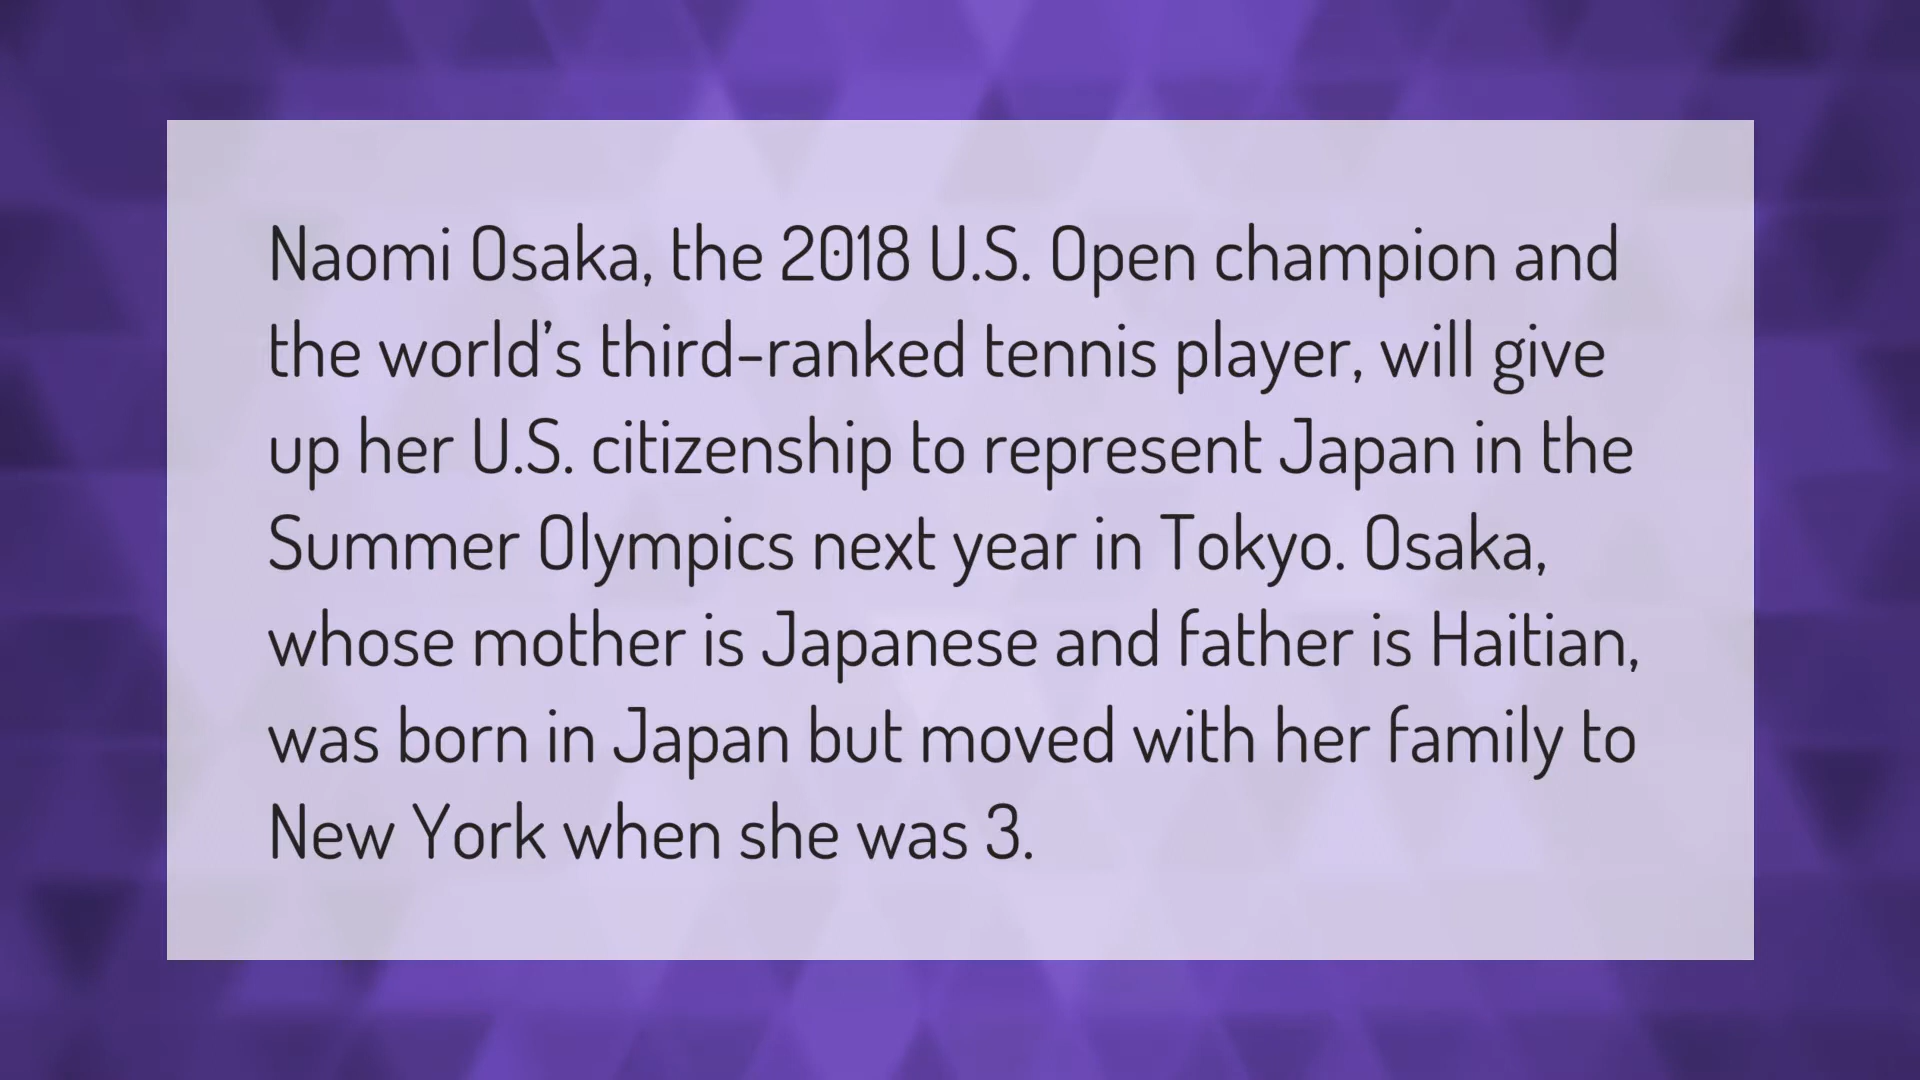 Naomi Osaka, the 2018 U.S. Open champion and
the world’s third-ranked tennis player, will give
up her U.S. citizenship to represent Japan in the
Summer Olympics next year in Tokyo. Osaka,
whose mother is Japanese and father is Haitian,
was born in Japan but moved with her family to
New York when she was 3.